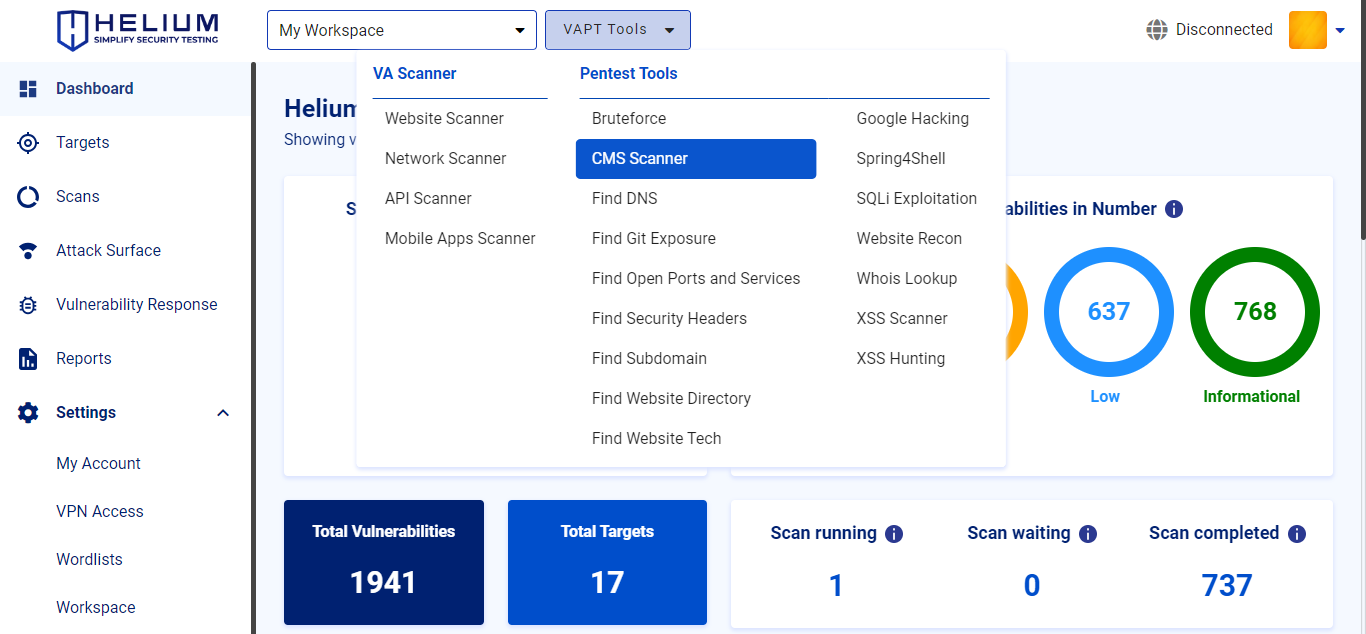 HELIUM
SIMPLIFY SECURITY TESTING
My Workspace
VAPT Tools
Disconnected
Dashboard
Targets
Scans
Attack Surface
Vulnerability Response
Reports
Settings
My Account
VPN Access
Wordlists
Workspace
VA Scanner
Website Scanner
Network Scanner
API Scanner
Mobile Apps Scanner
Pentest Tools
Bruteforce
CMS Scanner
Find DNS
Find Git Exposure
Find Open Ports and Services
Find Security Headers
Find Subdomain
Find Website Directory
Find Website Tech
Google Hacking
Spring4Shell
SQLi Exploitation
Website Recon
Whois Lookup
XSS Scanner
XSS Hunting
Helium
Showing v
S
abilities in Number
637
Low
768
Informational
Total Vulnerabilities
1941
Total Targets
17
Scan running
1
Scan waiting
0
Scan completed
737